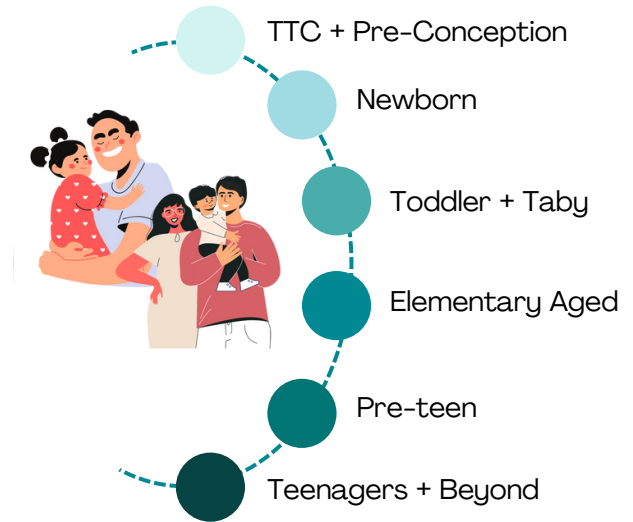 TTC + Pre-Conception
Newborn
Toddler + Taby
Elementary Aged
Pre-teen
Teenagers + Beyond